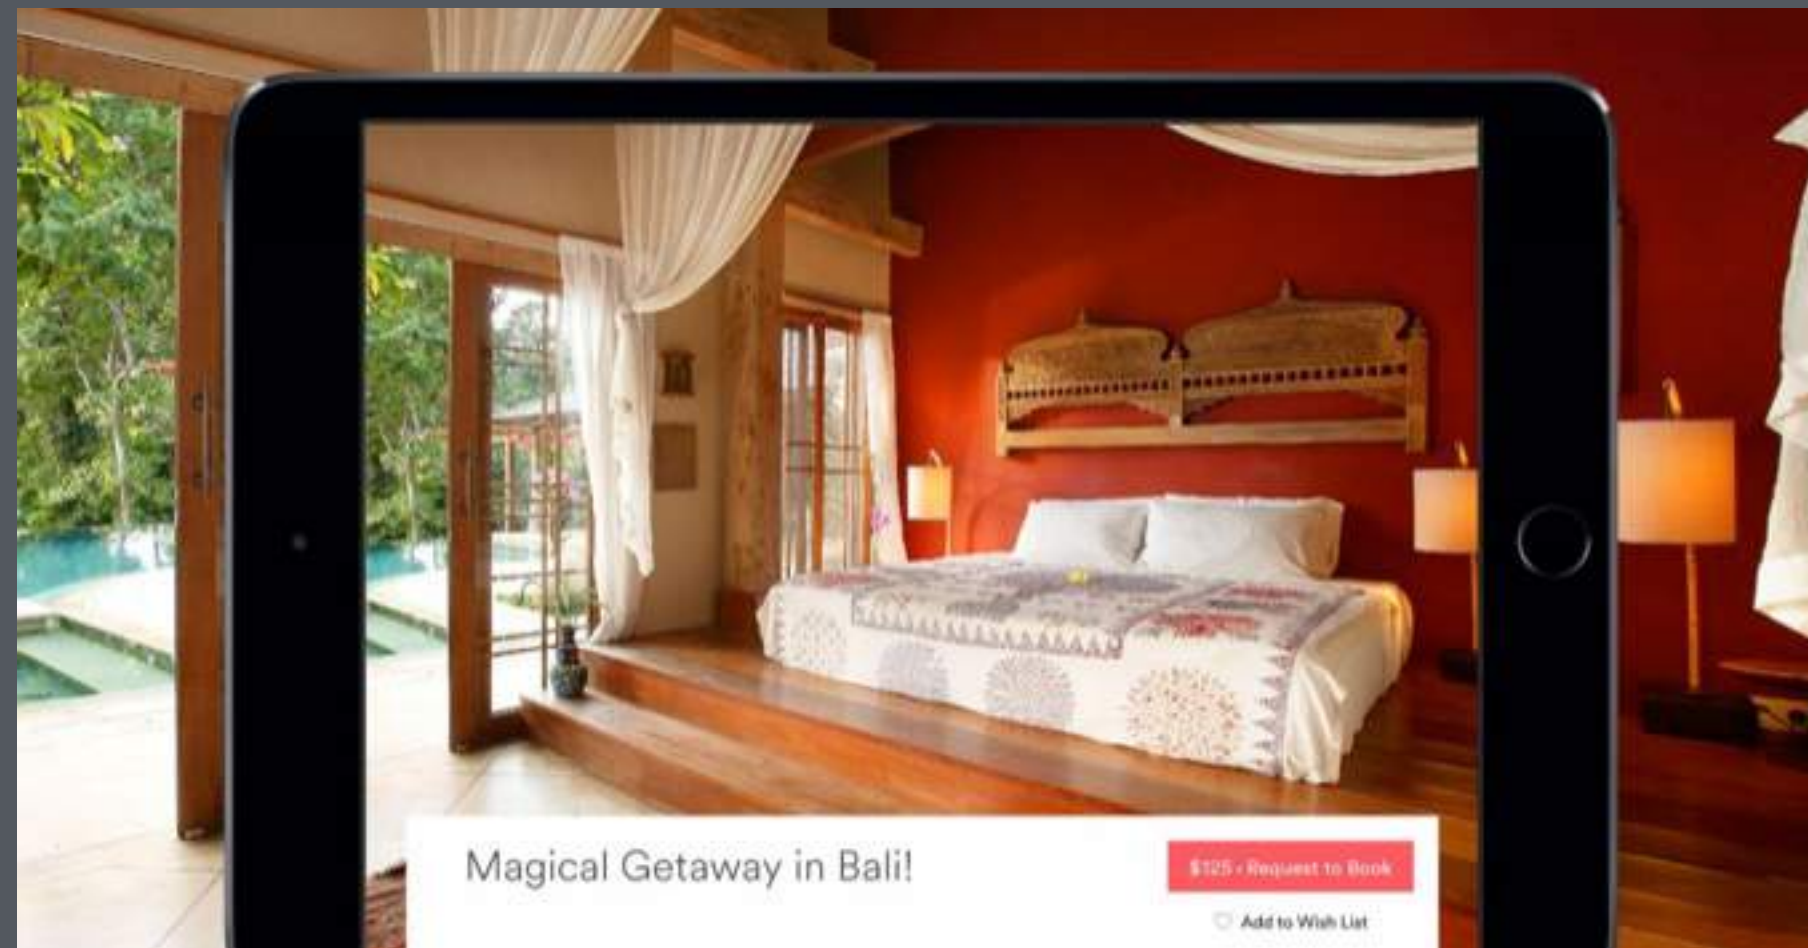 Magical Getaway in Bali!
$125 · Request to Book
Add to Wish List